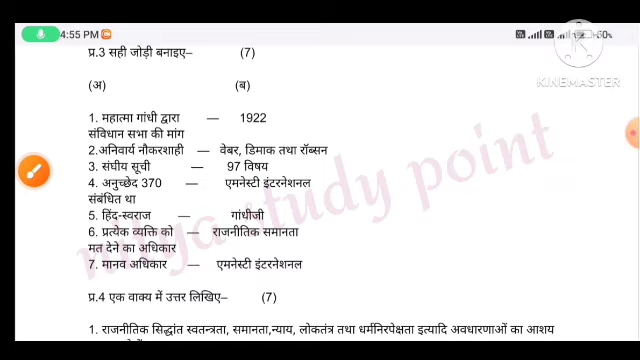 4:55 PM
60%
KINEMASTER
प्र.3 सही जोड़ी बनाइए– (7)
(अ) (ब)
1. महात्मा गांधी द्वारा — 1922
संविधान सभा की मांग
2.अनिवार्य नौकरशाही — वेबर, डिमाक तथा रॉब्सन
3. संघीय सूची — 97 विषय
4. अनुच्छेद 370 — एमनेस्टी इंटरनेशनल
संबंधित था
5. हिंद-स्वराज — गांधीजी
6. प्रत्येक व्यक्ति को — राजनीतिक समानता
मत देने का अधिकार
7. मानव अधिकार — एमनेस्टी इंटरनेशनल
nitya study point
प्र.4 एक वाक्य में उत्तर लिखिए– (7)
1. राजनीतिक सिद्धांत स्वतन्त्रता, समानता,न्याय, लोकतंत्र तथा धर्मनिरपेक्षता इत्यादि अवधारणाओं का आशय